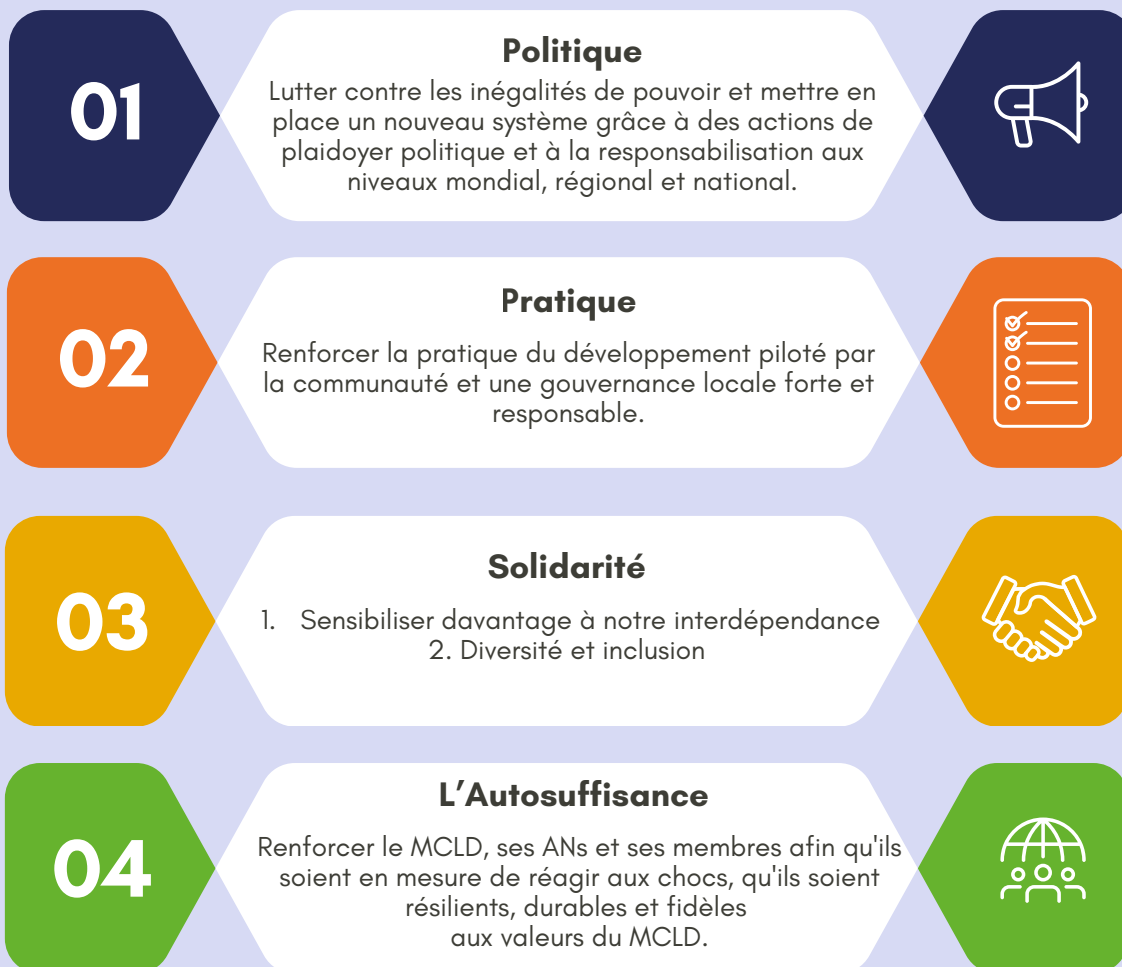 01
Politique
Lutter contre les inégalités de pouvoir et mettre en
place un nouveau système grâce à des actions de
plaidoyer politique et à la responsabilisation aux
niveaux mondial, régional et national.
02
Pratique
Renforcer la pratique du développement piloté par
la communauté et une gouvernance locale forte et
responsable.
03
Solidarité
1. Sensibiliser davantage à notre interdépendance
2. Diversité et inclusion
04
L’Autosuffisance
Renforcer le MCLD, ses ANs et ses membres afin qu'ils
soient en mesure de réagir aux chocs, qu'ils soient
résilients, durables et fidèles
aux valeurs du MCLD.